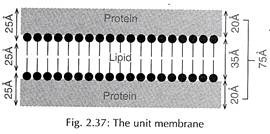 Protein
Lipid
Protein
25Å
25Å
25Å
20Å
35Å
20Å
75Å
Fig. 2.37: The unit membrane